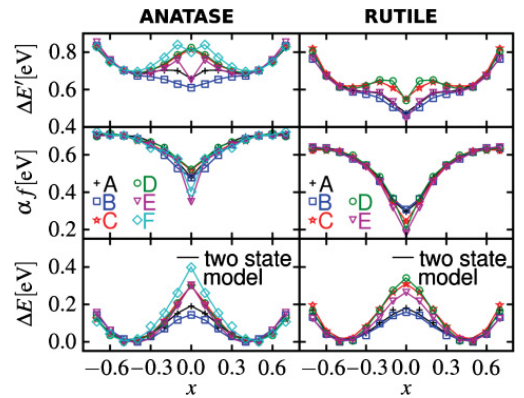 ANATASE RUTILE
ΔE'[eV]
0.8
0.6
0.4
αf[eV]
0.6
0.4
0.2
+A
B
C
D
E
F
+A
B
C
D
E
ΔE[eV]
0.4
0.2
0.0
two state
model
two state
model
−0.6 −0.3 0.0 0.3 0.6 −0.6 −0.3 0.0 0.3 0.6
x x